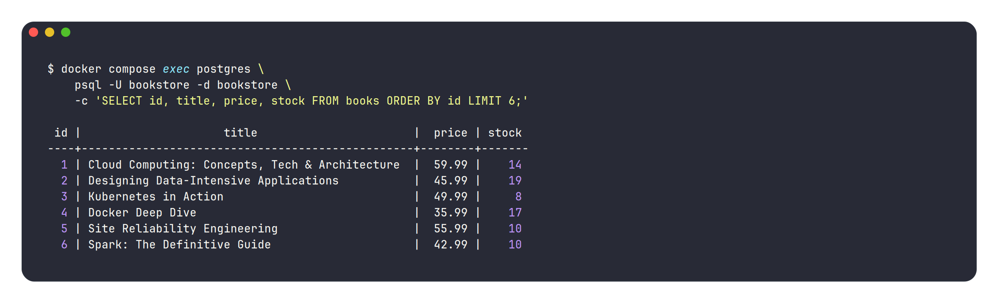 $ docker compose exec postgres \
    psql -U bookstore -d bookstore \
    -c 'SELECT id, title, price, stock FROM books ORDER BY id LIMIT 6;'

 id |                     title                       |  price | stock
----+-------------------------------------------------+--------+-------
  1 | Cloud Computing: Concepts, Tech & Architecture  |  59.99 |    14
  2 | Designing Data-Intensive Applications           |  45.99 |    19
  3 | Kubernetes in Action                            |  49.99 |     8
  4 | Docker Deep Dive                                |  35.99 |    17
  5 | Site Reliability Engineering                    |  55.99 |    10
  6 | Spark: The Definitive Guide                     |  42.99 |    10